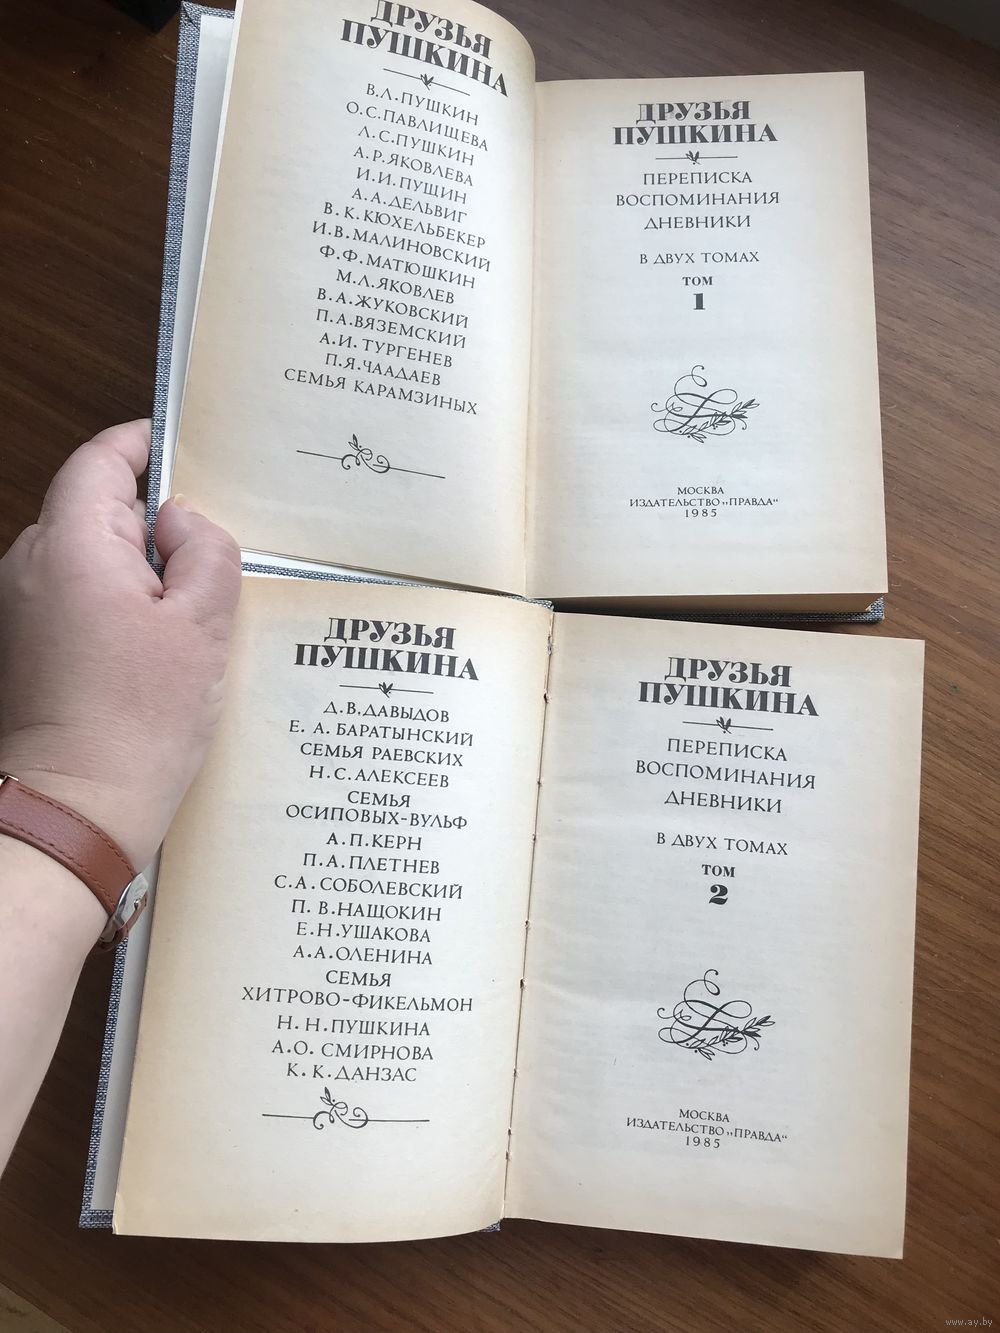 ДРУЗЬЯ
ПУШКИНА
В.Л.ПУШКИН
О.С.ПАВЛИЩЕВА
Л.С.ПУШКИН
А.Р.ЯКОВЛЕВА
И.И.ПУЩИН
А.А.ДЕЛЬВИГ
В.К.КЮХЕЛЬБЕКЕР
И.В.МАЛИНОВСКИЙ
Ф.Ф.МАТЮШКИН
М.Л.ЯКОВЛЕВ
В.А.ЖУКОВСКИЙ
П.А.ВЯЗЕМСКИЙ
А.И.ТУРГЕНЕВ
П.Я.ЧААДАЕВ
СЕМЬЯ КАРАМЗИНЫХ
ДРУЗЬЯ
ПУШКИНА
ПЕРЕПИСКА
ВОСПОМИНАНИЯ
ДНЕВНИКИ
В ДВУХ ТОМАХ
ТОМ
1
МОСКВА
ИЗДАТЕЛЬСТВО „ПРАВДА“
1985
ДРУЗЬЯ
ПУШКИНА
Д.В.ДАВЫДОВ
Е. А. БАРАТЫНСКИЙ
СЕМЬЯ РАЕВСКИХ
Н.С.АЛЕКСЕЕВ
СЕМЬЯ
ОСИПОВЫХ-ВУЛЬФ
А.П.КЕРН
П.А.ПЛЕТНЕВ
С.А.СОБОЛЕВСКИЙ
П. В.НАЩОКИН
Е.Н.УШАКОВА
А.А.ОЛЕНИНА
СЕМЬЯ
ХИТРОВО-ФИКЕЛЬМОН
Н. Н. ПУШКИНА
А.О. СМИРНОВА
К. К. ДАНЗАС
ДРУЗЬЯ
ПУШКИНА
ПЕРЕПИСКА
ВОСПОМИНАНИЯ
ДНЕВНИКИ
В ДВУХ ТОМАХ
ТОМ
2
МОСКВА
ИЗДАТЕЛЬСТВО „ПРАВДА“
1985
www.ay.by